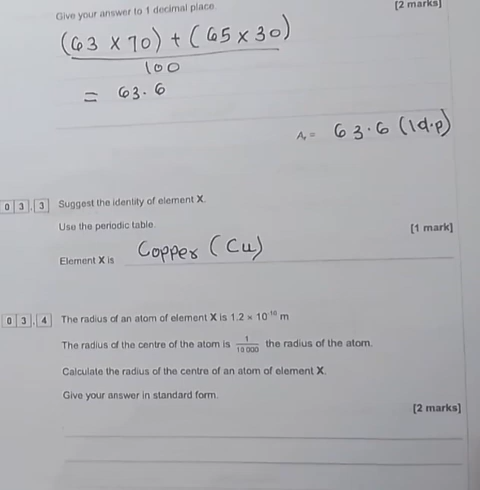 Give your answer to 1 decimal place.
[2 marks]
(63 × 70) + (65 × 30)
100
= 63.6
Aᵣ = 63.6 (1d.p)
0 3 . 3 Suggest the identity of element X.
Use the periodic table.
[1 mark]
Element X is Copper (Cu)
0 3 . 4 The radius of an atom of element X is 1.2 × 10⁻¹⁰ m
The radius of the centre of the atom is 1/10 000 the radius of the atom.
Calculate the radius of the centre of an atom of element X.
Give your answer in standard form.
[2 marks]